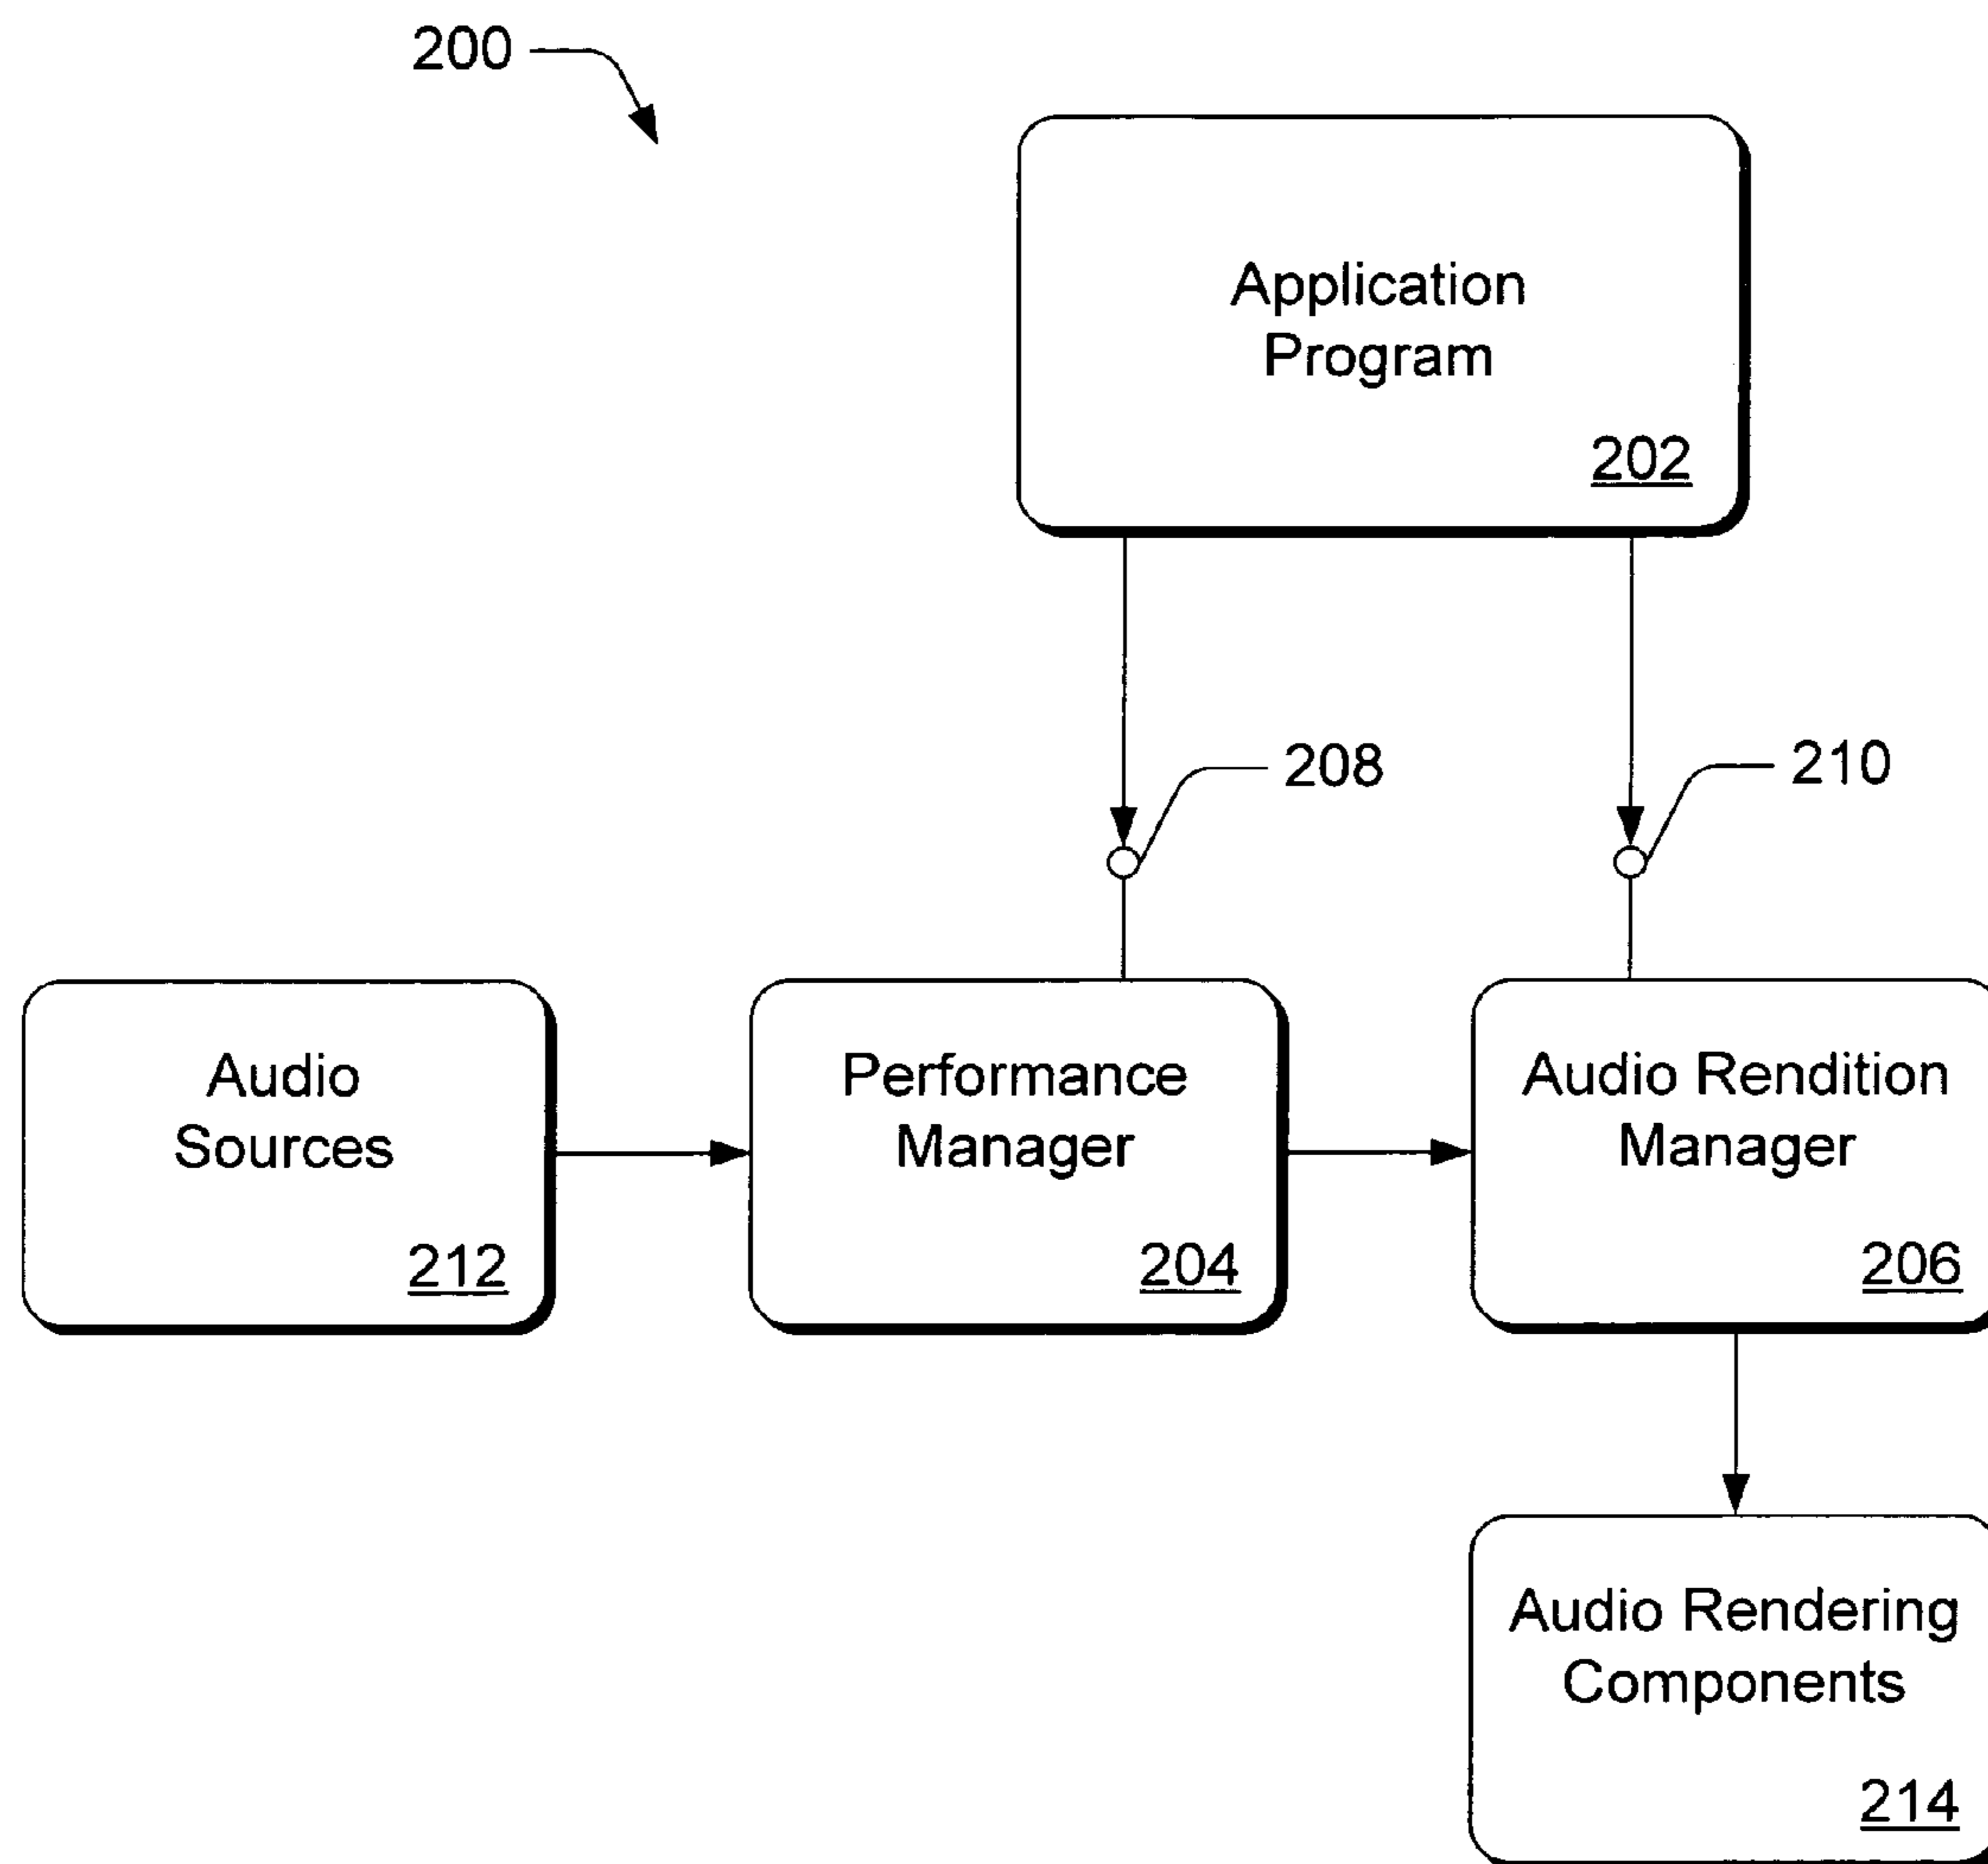 200
Application
Program
202
208
210
Audio
Sources
212
Performance
Manager
204
Audio Rendition
Manager
206
Audio Rendering
Components
214